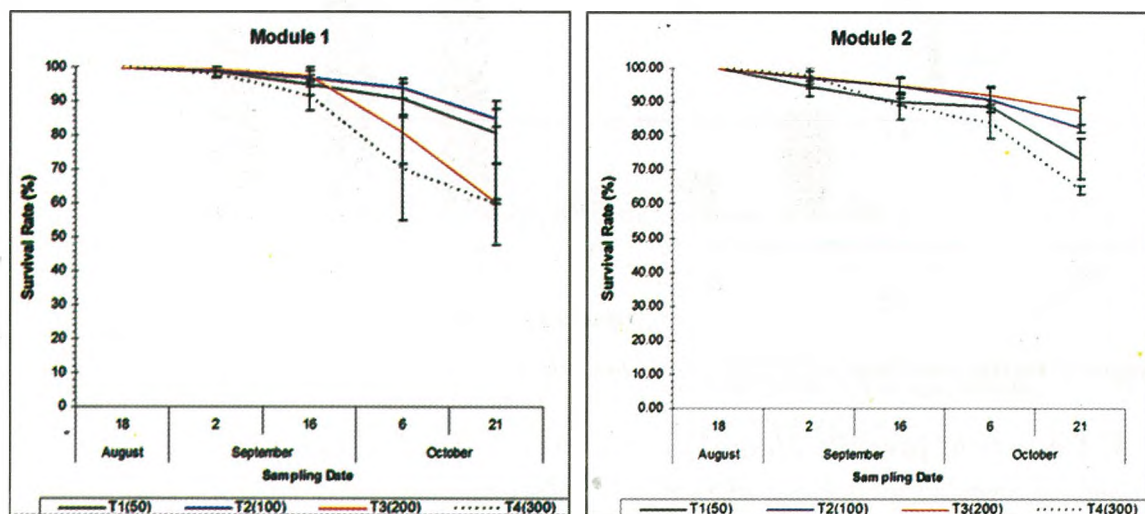 Module 1
100
90
80
70
60
50
40
30
20
10
0
Survival Rate (%)
18 2 16 6 21
August September October
Sampling Date
T1(50) T2(100) T3(200) T4(300)
Module 2
100.00
90.00
80.00
70.00
60.00
50.00
40.00
30.00
20.00
10.00
0.00
Survival Rate (%)
18 2 16 6 21
August September October
Sampling Date
T1(50) T2(100) T3(200) T4(300)